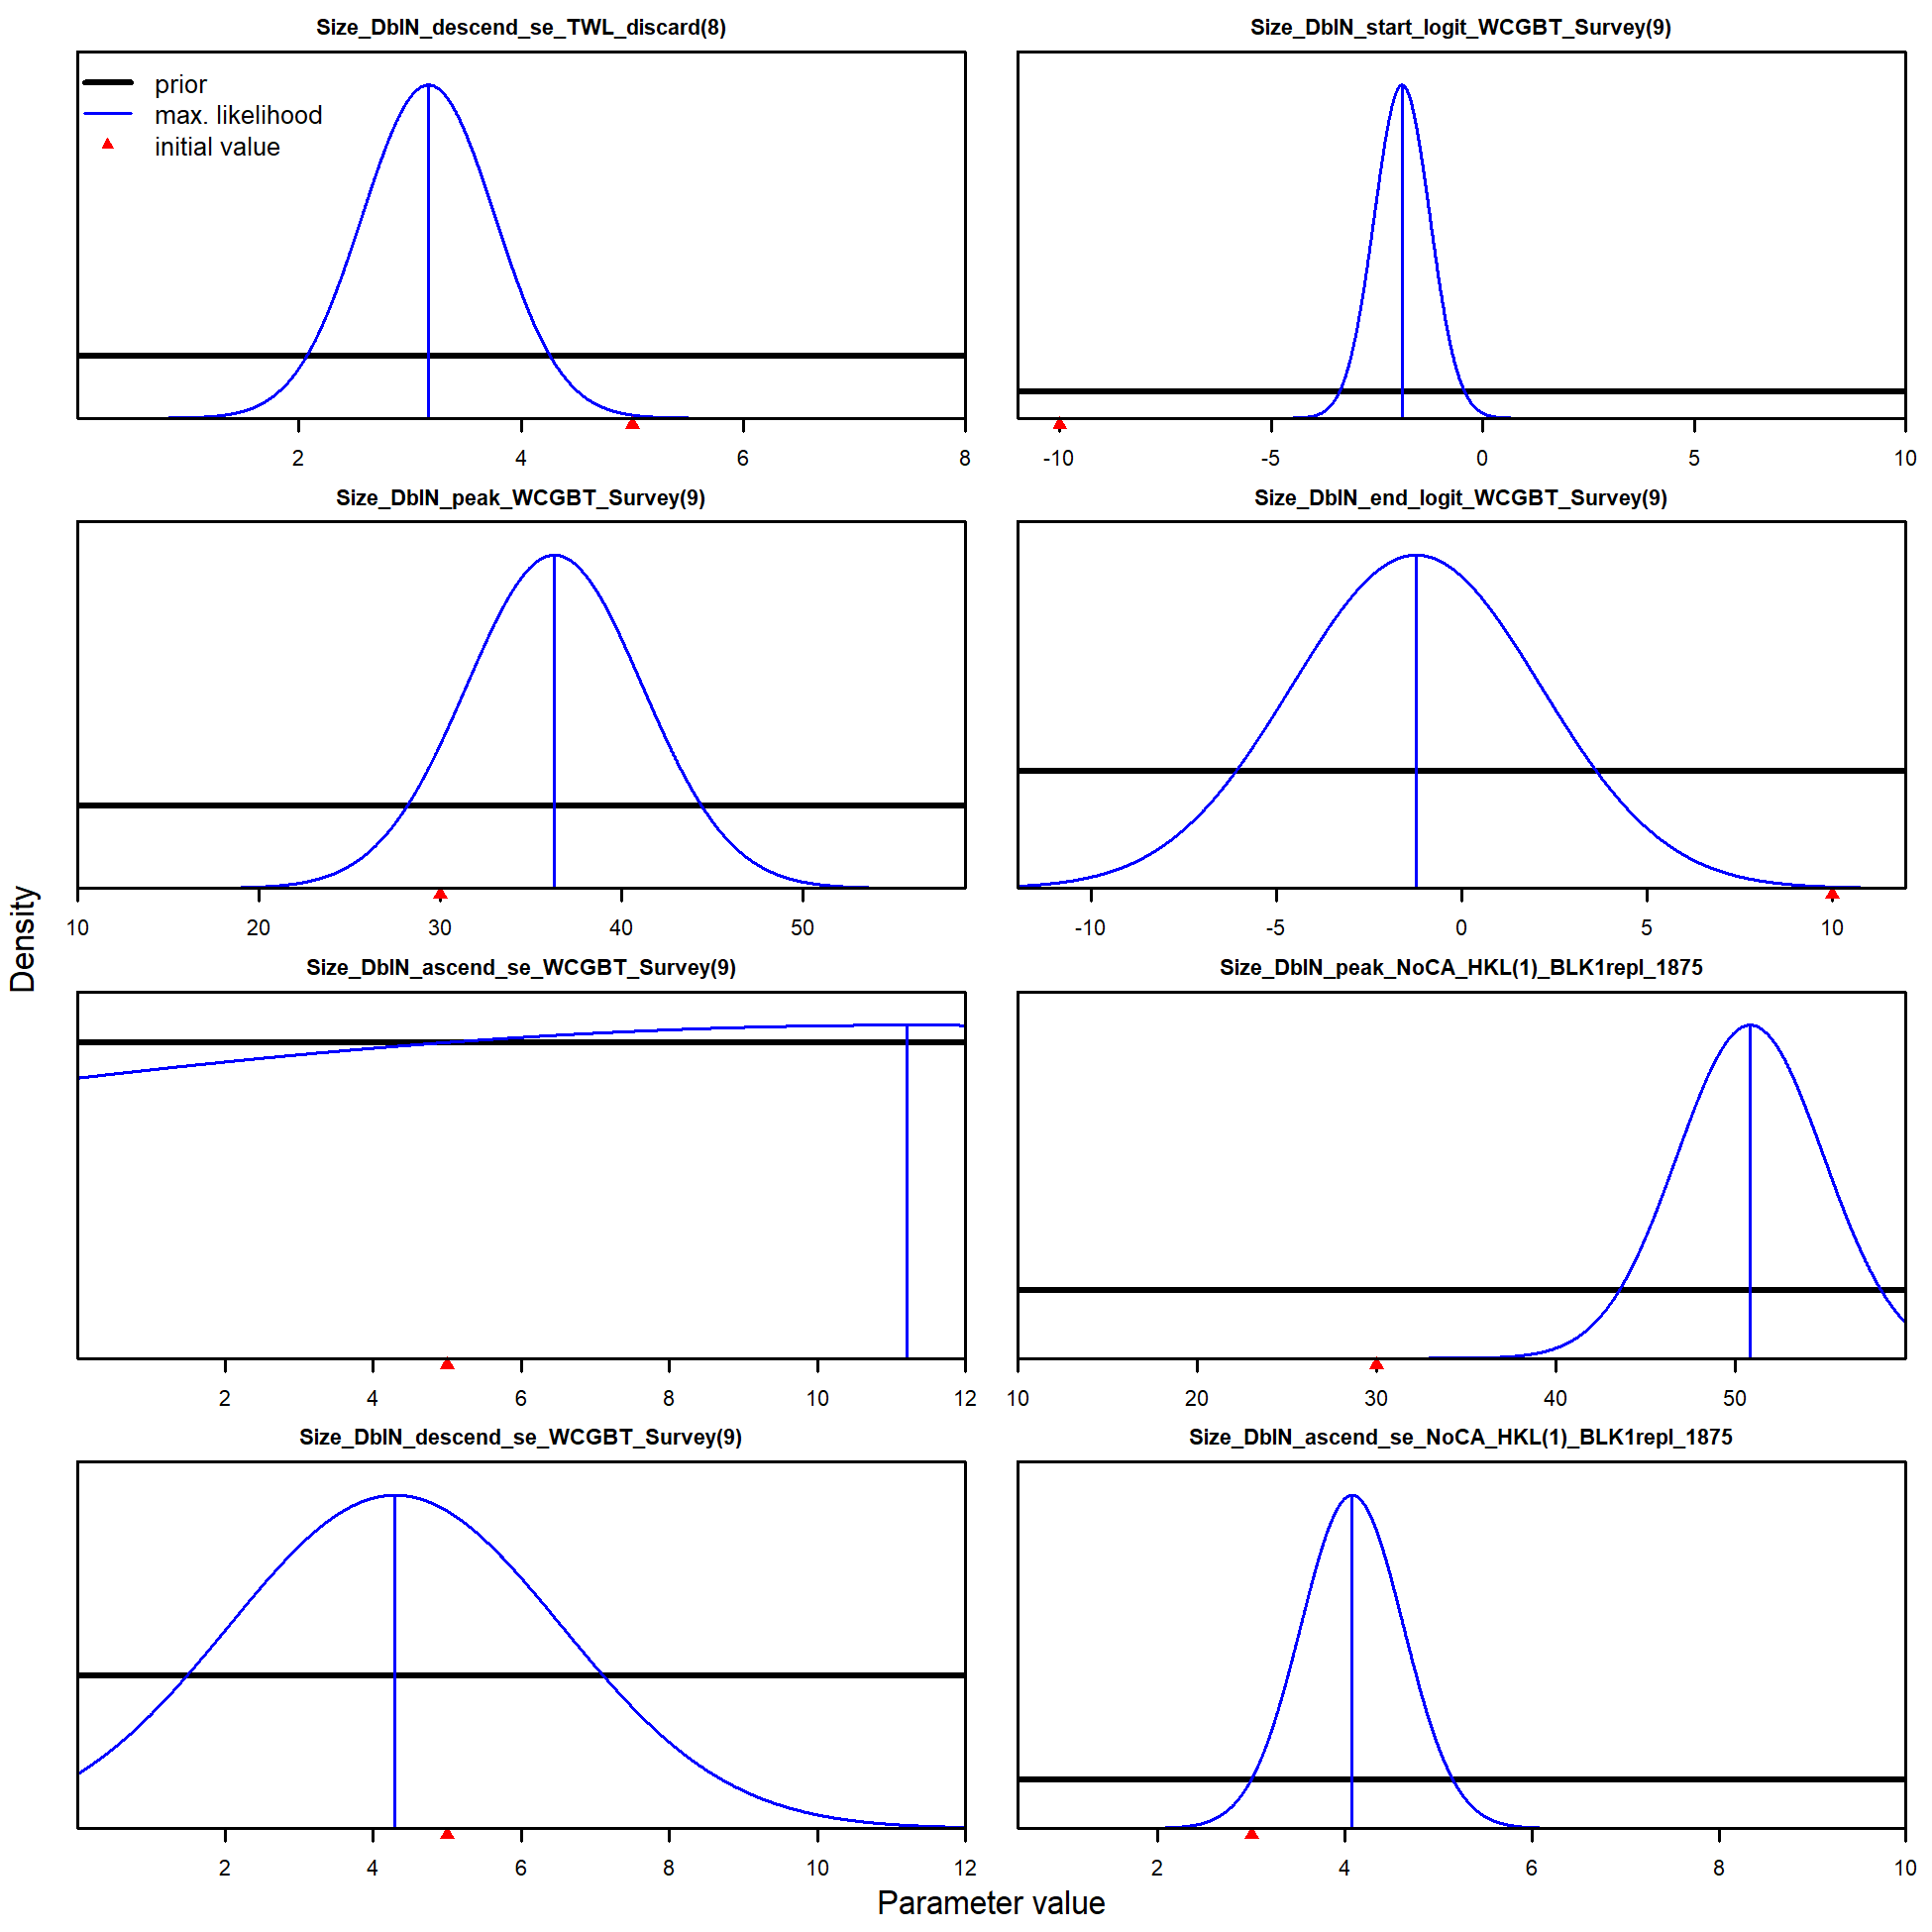 Size_DblN_descend_se_TWL_discard(8)
prior
max. likelihood
initial value
2 4 6 8
Size_DblN_start_logit_WCGBT_Survey(9)
-10 -5 0 5 10
Size_DblN_peak_WCGBT_Survey(9)
10 20 30 40 50
Size_DblN_end_logit_WCGBT_Survey(9)
-10 -5 0 5 10
Size_DblN_ascend_se_WCGBT_Survey(9)
2 4 6 8 10 12
Size_DblN_peak_NoCA_HKL(1)_BLK1repl_1875
10 20 30 40 50
Size_DblN_descend_se_WCGBT_Survey(9)
2 4 6 8 10 12
Size_DblN_ascend_se_NoCA_HKL(1)_BLK1repl_1875
2 4 6 8 10
Density
Parameter value